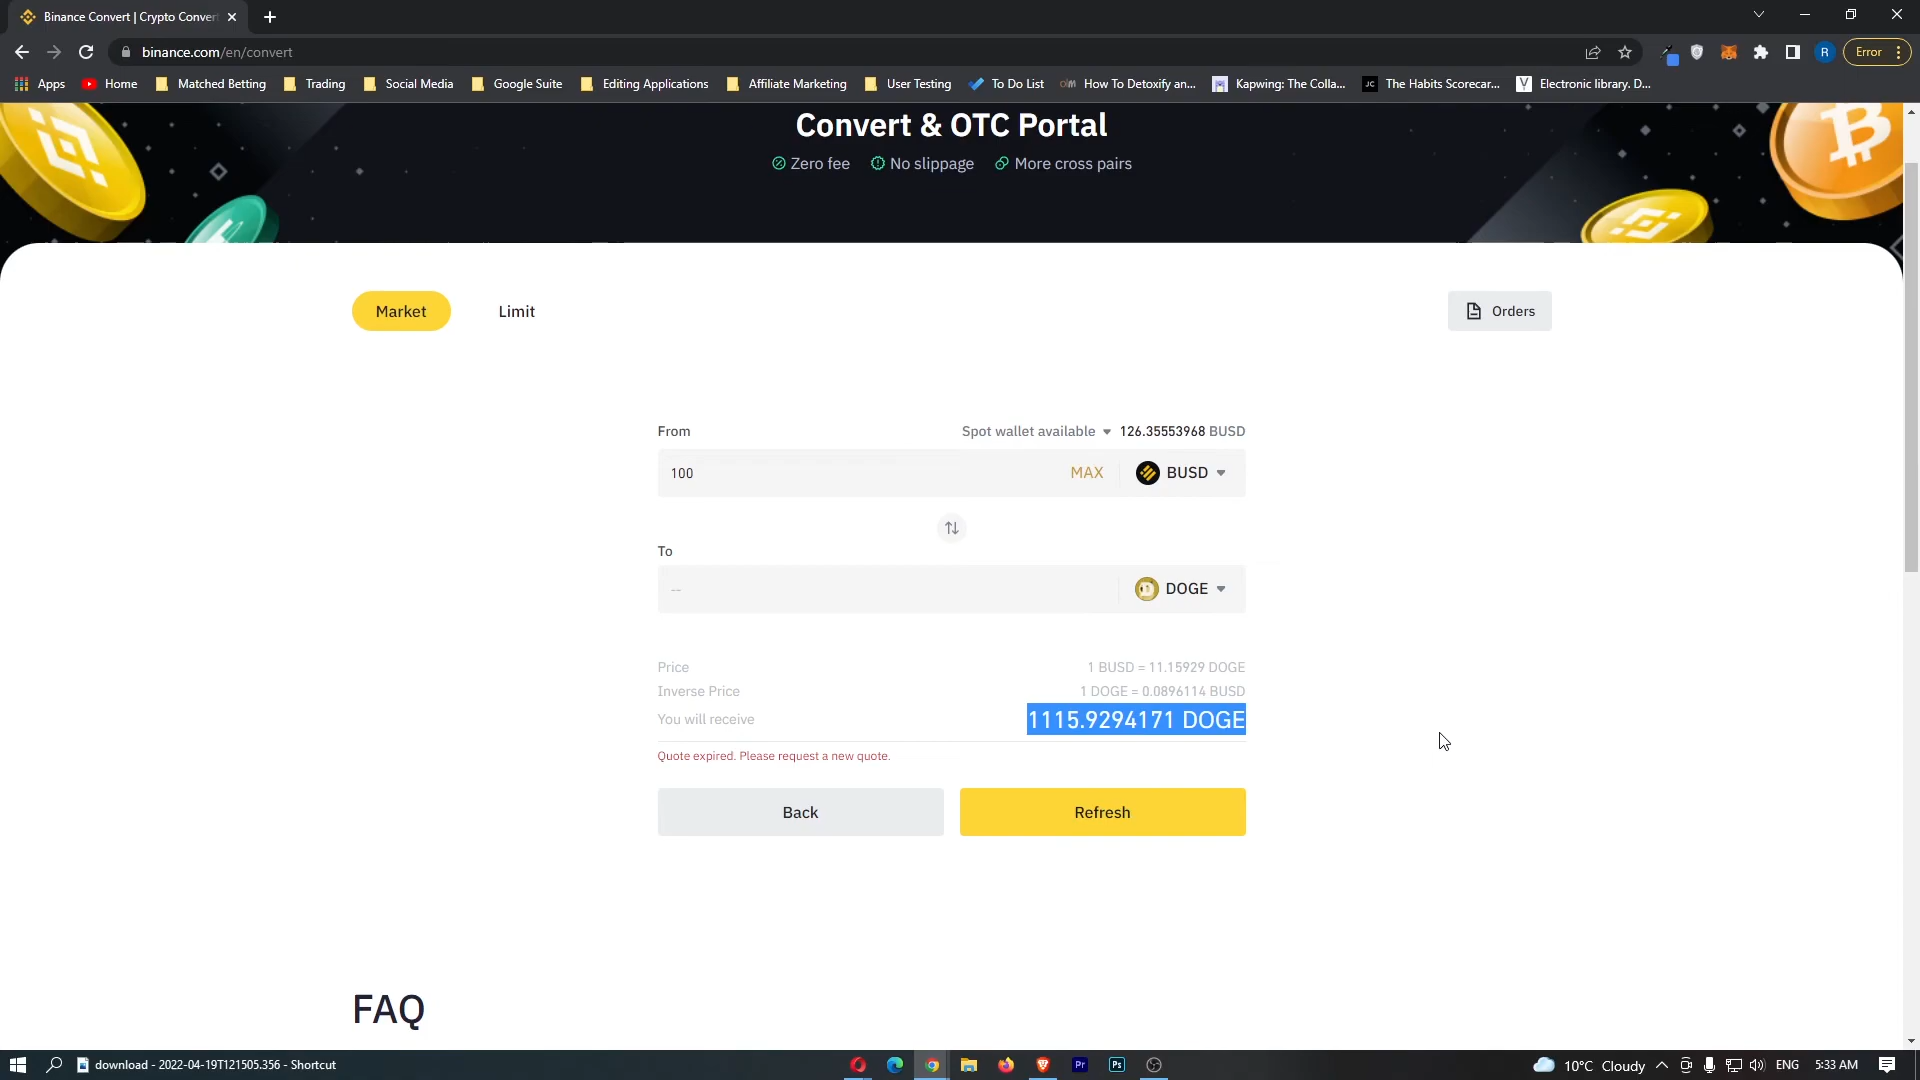 Binance Convert | Crypto Conver
binance.com/en/convert
R
Error
Apps
Home
Matched Betting
Trading
Social Media
Google Suite
Editing Applications
Affiliate Marketing
User Testing
To Do List
How To Detoxify an...
Kapwing: The Colla...
JC
The Habits Scorecar...
Electronic library. D...
Convert & OTC Portal
Zero fee
No slippage
More cross pairs
Market
Limit
Orders
From
Spot wallet available
126.35553968 BUSD
100
MAX
BUSD
To
--
DOGE
Price
1 BUSD = 11.15929 DOGE
Inverse Price
1 DOGE = 0.0896114 BUSD
You will receive
1115.9294171 DOGE
Quote expired. Please request a new quote.
Back
Refresh
FAQ
download - 2022-04-19T121505.356 - Shortcut
Pr
Ps
10°C Cloudy
ENG
5:33 AM